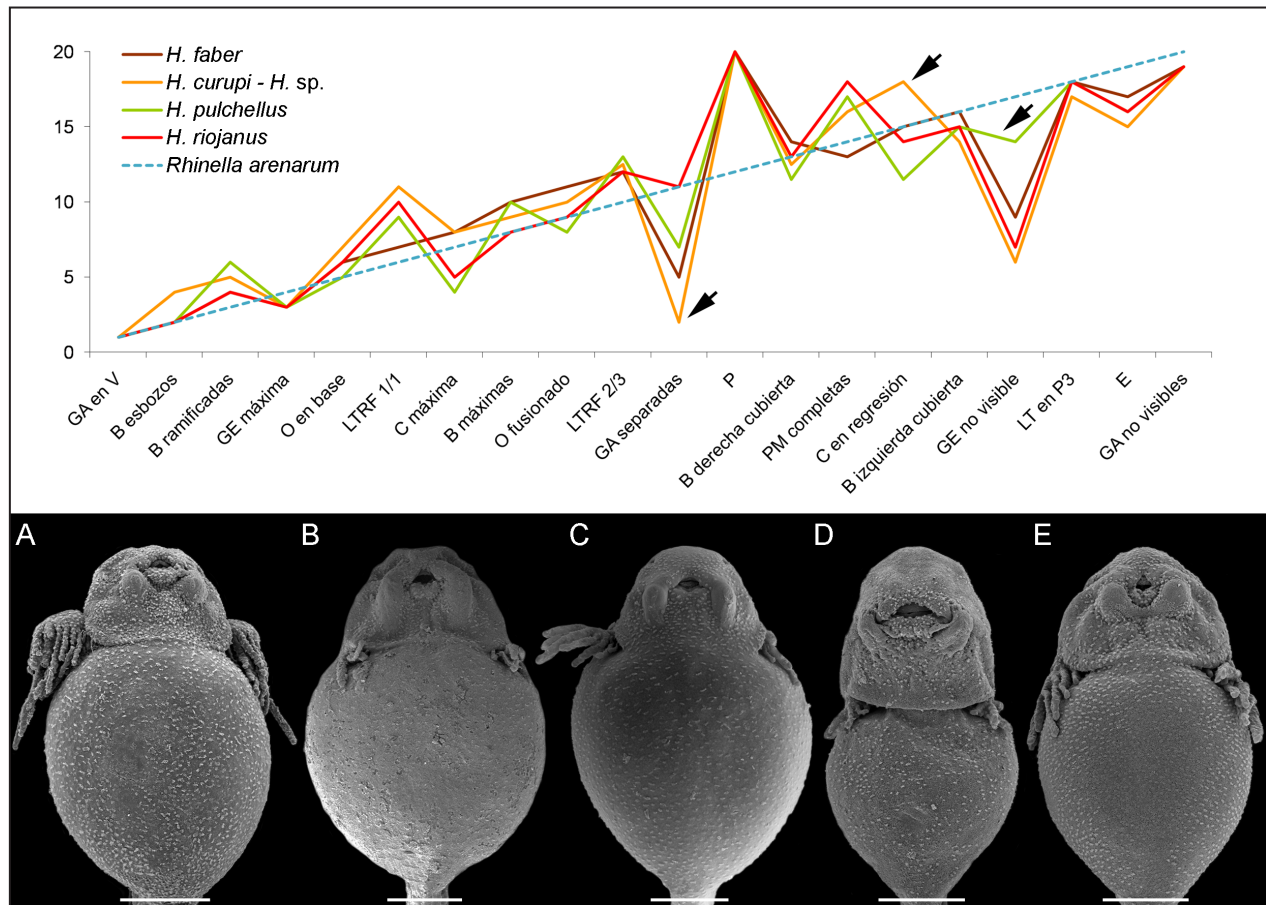 20
15
10
5
0
H. faber
H. curupi - H. sp.
H. pulchellus
H. riojanus
Rhinella arenarum
GA en V
B esbozos
B ramificadas
GE máxima
O en base
LTRF 1/1
C máxima
B máximas
O fusionado
LTRF 2/3
GA separadas
P
B derecha cubierta
PM completas
C en regresión
B izquierda cubierta
GE no visible
LT en P3
E
GA no visibles
A
B
C
D
E